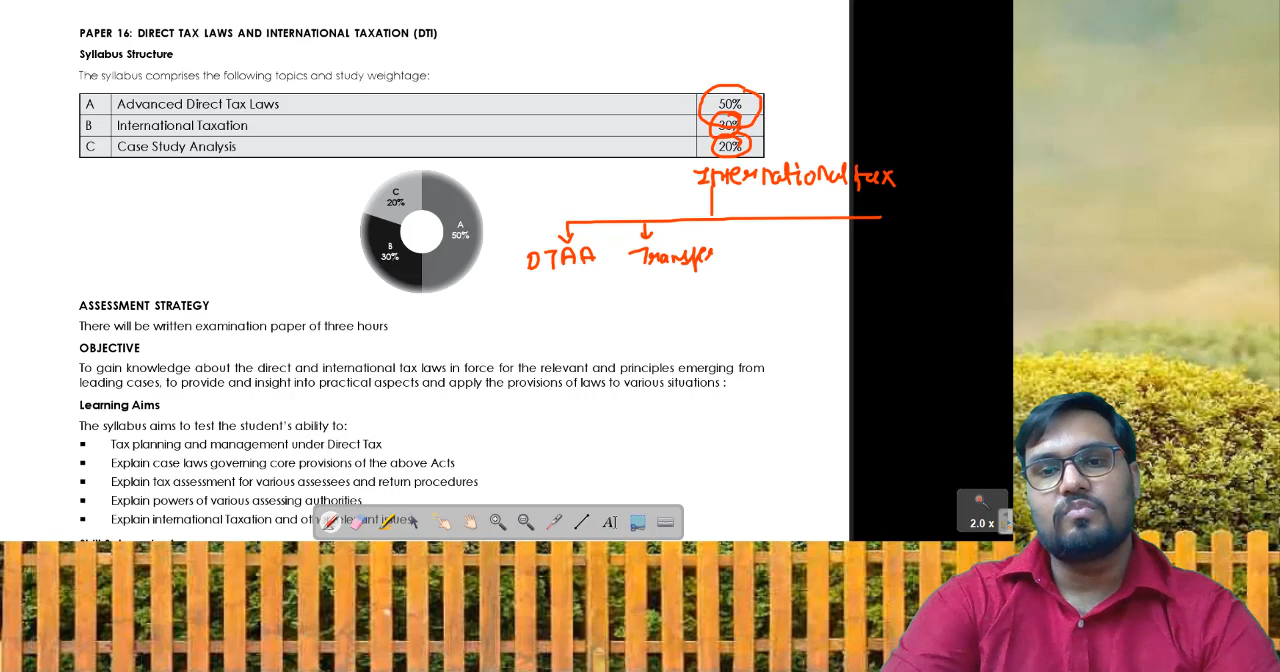 PAPER 16: DIRECT TAX LAWS AND INTERNATIONAL TAXATION (DTI)
Syllabus Structure
The syllabus comprises the following topics and study weightage:
A Advanced Direct Tax Laws 50%
B International Taxation 30%
C Case Study Analysis 20%
International tax
C
20%
A
50%
B
30%
DTAA Transfe
ASSESSMENT STRATEGY
There will be written examination paper of three hours
OBJECTIVE
To gain knowledge about the direct and international tax laws in force for the relevant and principles emerging from
leading cases, to provide and insight into practical aspects and apply the provisions of laws to various situations :
Learning Aims
The syllabus aims to test the student's ability to:
▪ Tax planning and management under Direct Tax
▪ Explain case laws governing core provisions of the above Acts
▪ Explain tax assessment for various assessees and return procedures
▪ Explain powers of various assessing authorities
▪ Explain international Taxation and other relevant issues
AI
2.0 x